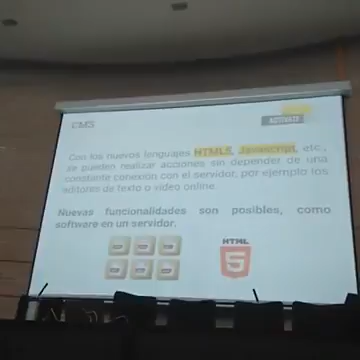 CMS
ACTÍVATE
Con los nuevos lenguajes HTML5, Javascript, etc.,
se pueden realizar acciones sin depender de una
constante conexión con el servidor, por ejemplo los
editores de texto o video online.
Nuevas funcionalidades son posibles, como
software en un servidor.
HTML
5